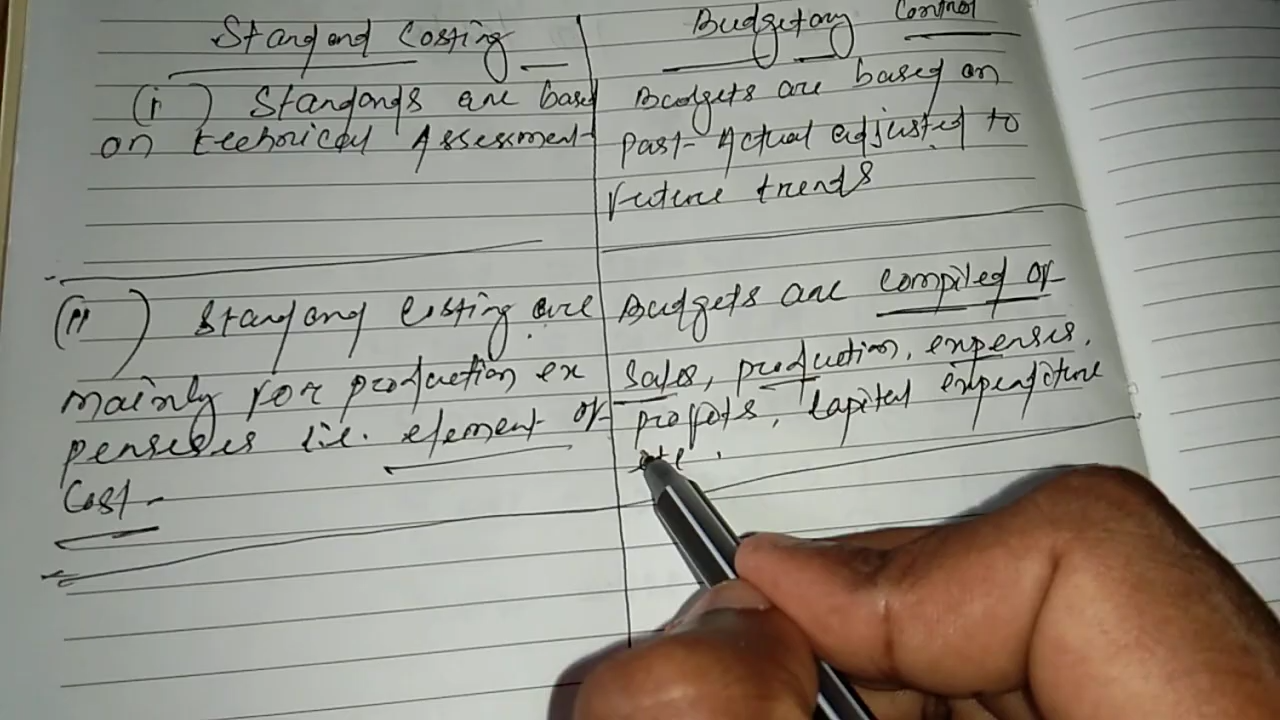 Standard Costing
(i) Standards are based
on technical Assessment
(ii) Standard costing are
mainly for production ex
penseses i.e. element of
Cost -
Budgetary Control
Budgets are based on
past Actual adjusted to
future trends
Budgets are compiled of
Sales, production, expenses,
profots, capital expenditure
etc.